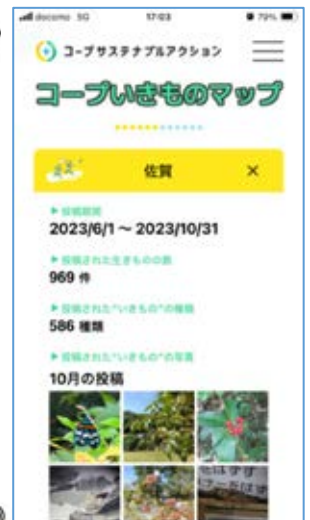 docomo 5G 17:03 79%
コープサステナブルアクション
コープいきものマップ
佐賀 ×
▶ 投稿期間
2023/6/1 ～ 2023/10/31
▶ 投稿された生きものの数
969 件
▶ 投稿された"いきもの"の種類
586 種類
▶ 投稿された"いきもの"の写真
10月の投稿